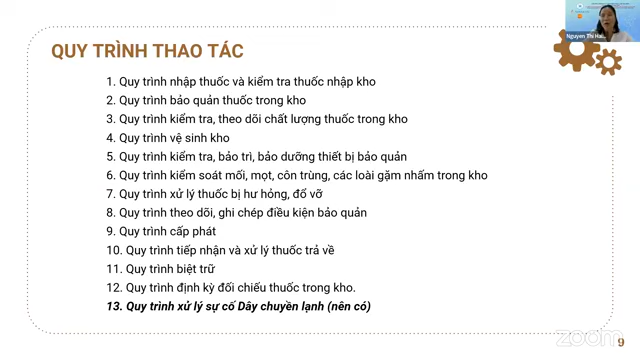 Nguyen Thi Hai...
QUY TRÌNH THAO TÁC
1. Quy trình nhập thuốc và kiểm tra thuốc nhập kho
2. Quy trình bảo quản thuốc trong kho
3. Quy trình kiểm tra, theo dõi chất lượng thuốc trong kho
4. Quy trình vệ sinh kho
5. Quy trình kiểm tra, bảo trì, bảo dưỡng thiết bị bảo quản
6. Quy trình kiểm soát mối, mọt, côn trùng, các loài gặm nhấm trong kho
7. Quy trình xử lý thuốc bị hư hỏng, đổ vỡ
8. Quy trình theo dõi, ghi chép điều kiện bảo quản
9. Quy trình cấp phát
10. Quy trình tiếp nhận và xử lý thuốc trả về
11. Quy trình biệt trữ
12. Quy trình định kỳ đối chiếu thuốc trong kho.
13. Quy trình xử lý sự cố Dây chuyền lạnh (nên có)
zoom
9